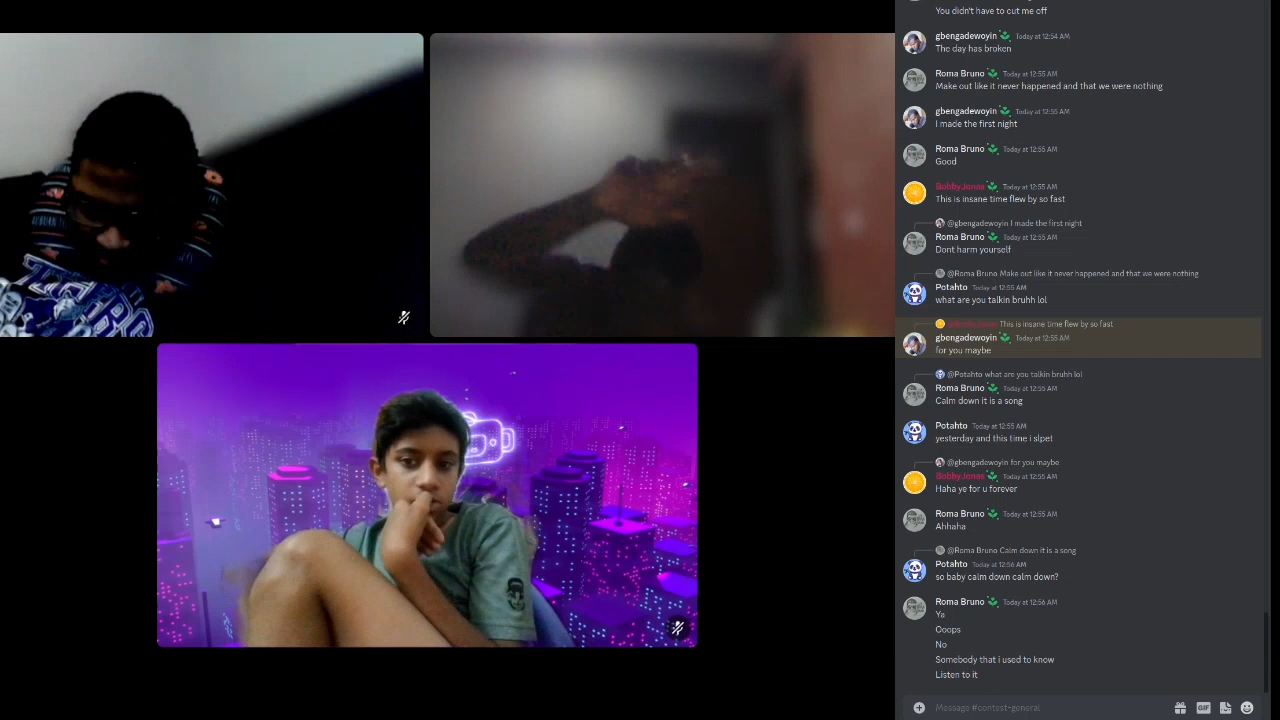 You didn't have to cut me off
gbengadewoyin Today at 12:54 AM
The day has broken
Roma Bruno Today at 12:55 AM
Make out like it never happened and that we were nothing
gbengadewoyin Today at 12:55 AM
I made the first night
Roma Bruno Today at 12:55 AM
Good
BobbyJonas Today at 12:55 AM
This is insane time flew by so fast
@gbengadewoyin I made the first night
Roma Bruno Today at 12:55 AM
Dont harm yourself
@Roma Bruno Make out like it never happened and that we were nothing
Potahto Today at 12:55 AM
what are you talkin bruhh lol
@BobbyJonas This is insane time flew by so fast
gbengadewoyin Today at 12:55 AM
for you maybe
@Potahto what are you talkin bruhh lol
Roma Bruno Today at 12:55 AM
Calm down it is a song
Potahto Today at 12:55 AM
yesterday and this time i slpet
@gbengadewoyin for you maybe
BobbyJonas Today at 12:55 AM
Haha ye for u forever
Roma Bruno Today at 12:55 AM
Ahhaha
@Roma Bruno Calm down it is a song
Potahto Today at 12:56 AM
so baby calm down calm down?
Roma Bruno Today at 12:56 AM
Ya
Ooops
No
Somebody that i used to know
Listen to it
Message #contest-general
GIF